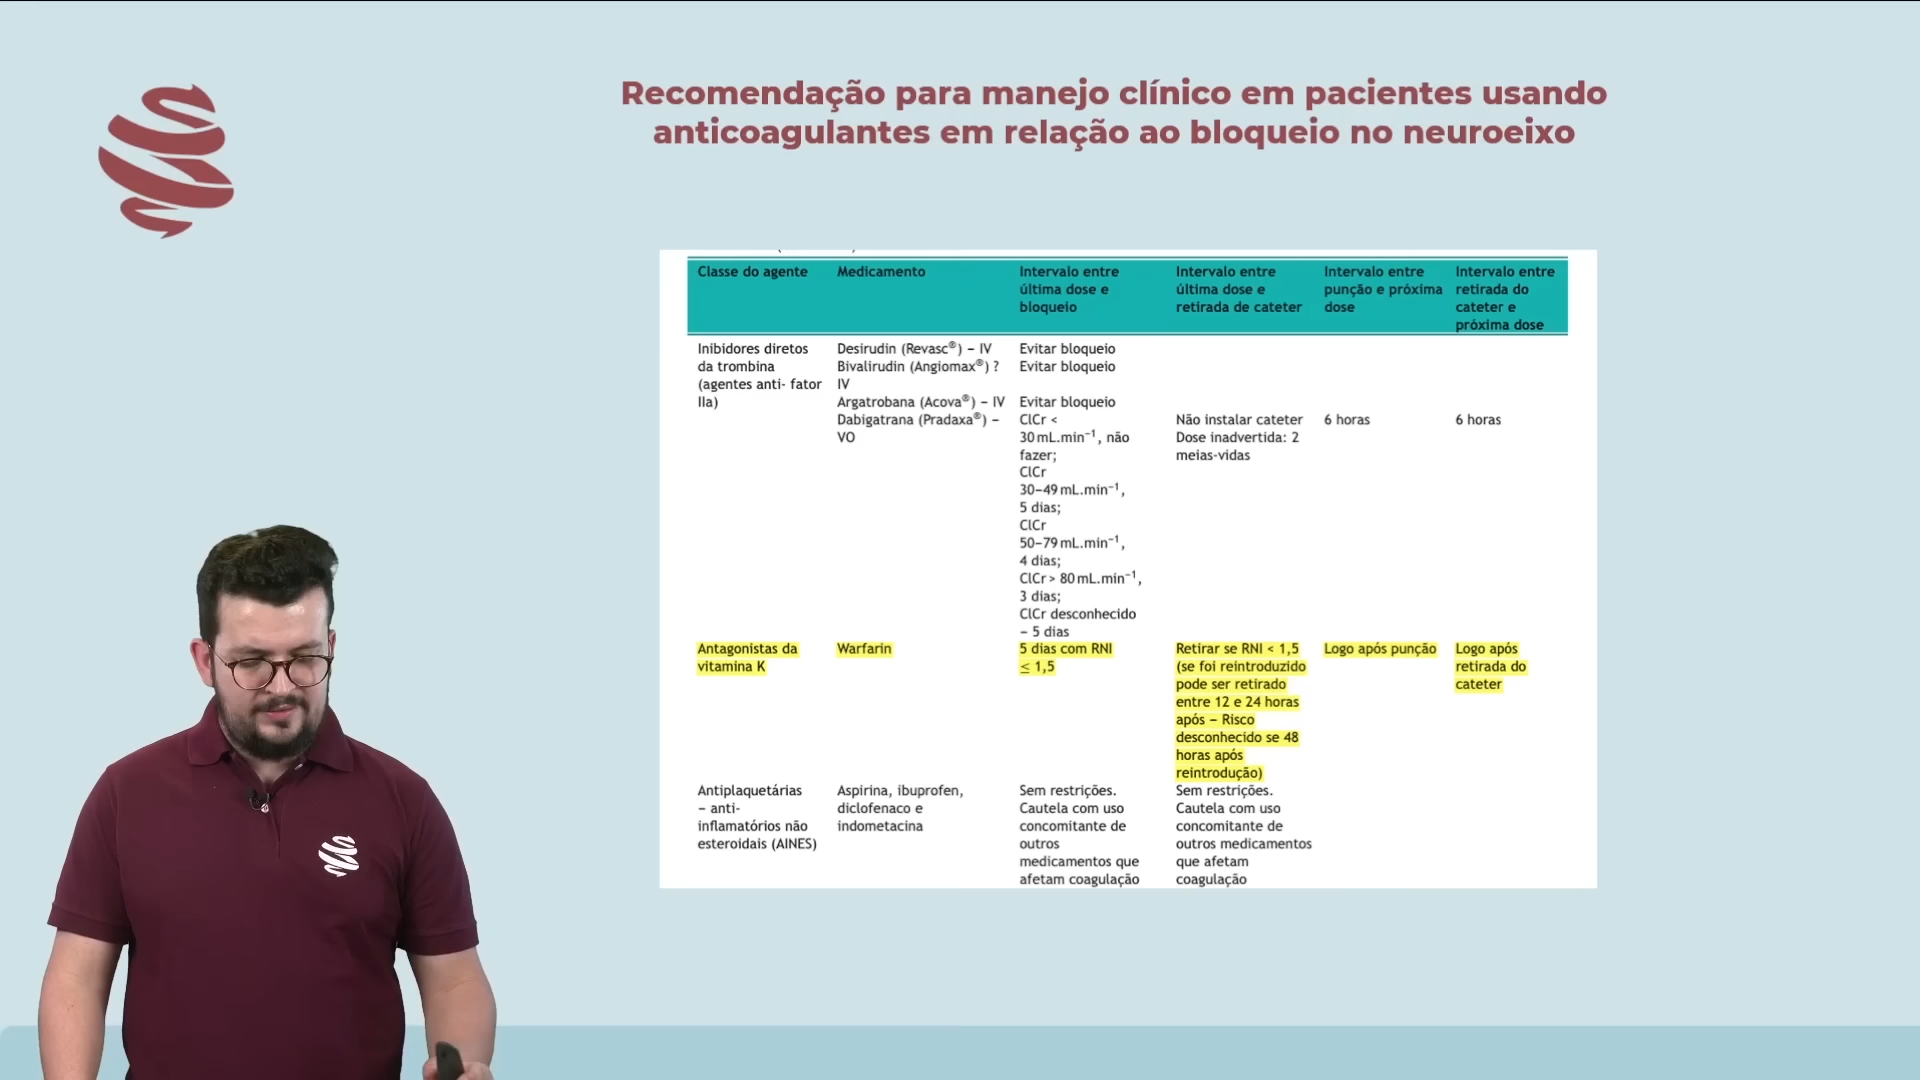 Recomendação para manejo clínico em pacientes usando
anticoagulantes em relação ao bloqueio no neuroeixo
Classe do agente
Medicamento
Intervalo entre
última dose e
bloqueio
Intervalo entre
última dose e
retirada de cateter
Intervalo entre
punção e próxima
dose
Intervalo entre
retirada do
cateter e
próxima dose
Inibidores diretos
da trombina
(agentes anti- fator
IIa)
Desirudin (Revasc®) – IV
Bivalirudin (Angiomax®) ?
IV
Argatrobana (Acova®) – IV
Dabigatrana (Pradaxa®) –
VO
Evitar bloqueio
Evitar bloqueio
Evitar bloqueio
ClCr <
30 mL.min⁻¹, não
fazer;
ClCr
30–49 mL.min⁻¹,
5 dias;
ClCr
50–79 mL.min⁻¹,
4 dias;
ClCr > 80 mL.min⁻¹,
3 dias;
ClCr desconhecido
– 5 dias
Não instalar cateter
Dose inadvertida: 2
meias-vidas
6 horas
6 horas
Antagonistas da
vitamina K
Warfarin
5 dias com RNI
≤ 1,5
Retirar se RNI < 1,5
(se foi reintroduzido
pode ser retirado
entre 12 e 24 horas
após – Risco
desconhecido se 48
horas após
reintrodução)
Logo após punção
Logo após
retirada do
cateter
Antiplaquetárias
– anti-
inflamatórios não
esteroidais (AINES)
Aspirina, ibuprofen,
diclofenaco e
indometacina
Sem restrições.
Cautela com uso
concomitante de
outros
medicamentos que
afetam coagulação
Sem restrições.
Cautela com uso
concomitante de
outros medicamentos
que afetam
coagulação